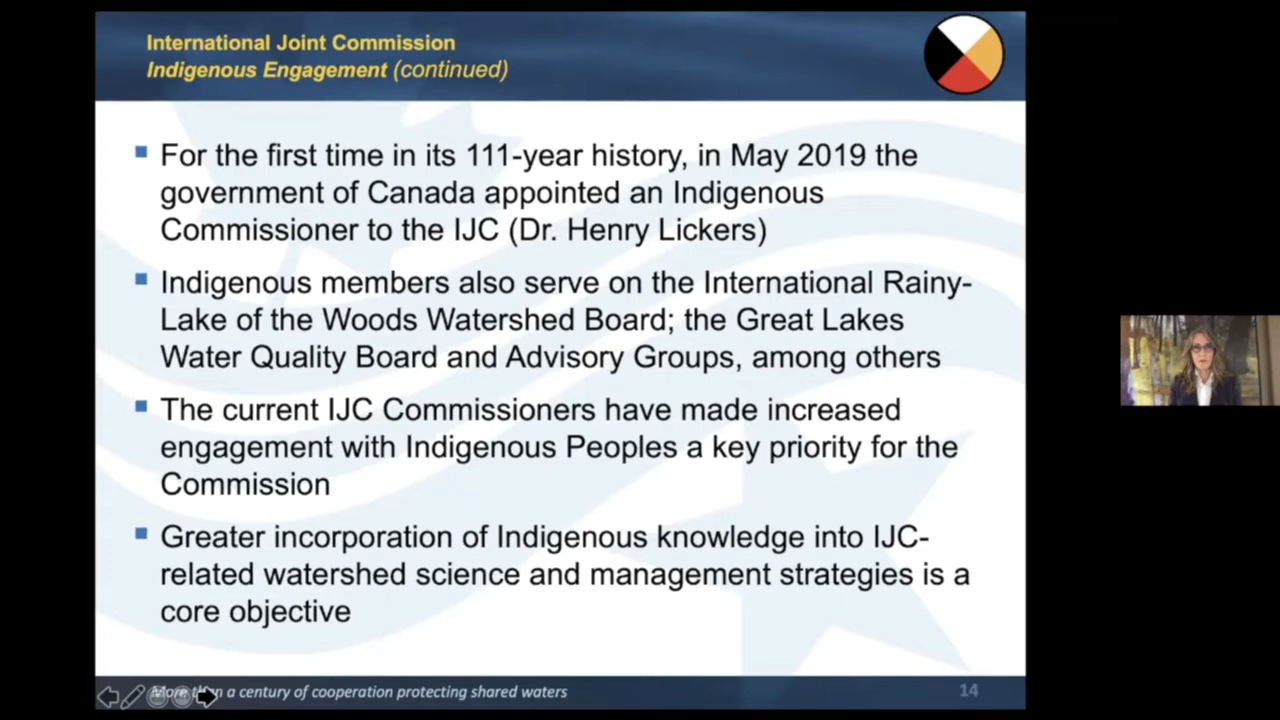 International Joint Commission
Indigenous Engagement (continued)
For the first time in its 111-year history, in May 2019 the
government of Canada appointed an Indigenous
Commissioner to the IJC (Dr. Henry Lickers)
Indigenous members also serve on the International Rainy-
Lake of the Woods Watershed Board; the Great Lakes
Water Quality Board and Advisory Groups, among others
The current IJC Commissioners have made increased
engagement with Indigenous Peoples a key priority for the
Commission
Greater incorporation of Indigenous knowledge into IJC-
related watershed science and management strategies is a
core objective
More than a century of cooperation protecting shared waters
14